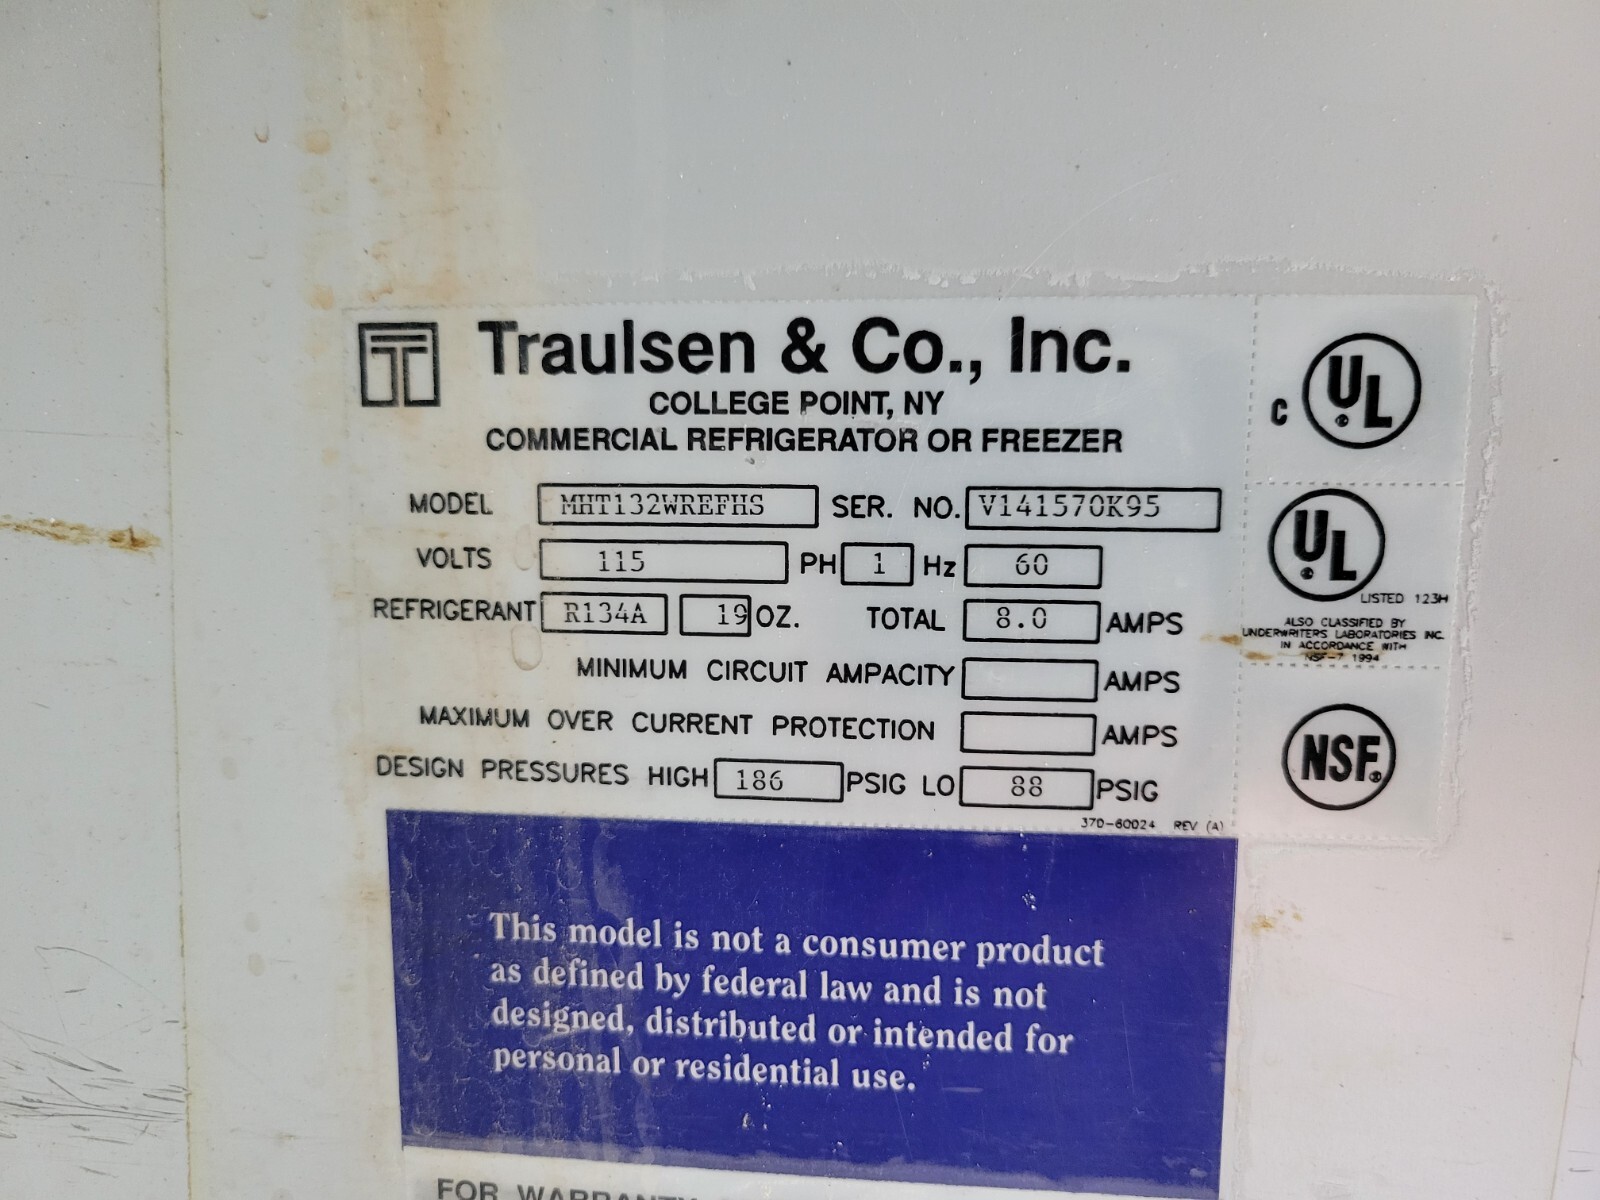 Traulsen & Co., Inc.
COLLEGE POINT, NY
COMMERCIAL REFRIGERATOR OR FREEZER
MODEL MHT132WREFHS SER. NO. V141570K95
VOLTS 115 PH 1 Hz 60
REFRIGERANT R134A 19 OZ. TOTAL 8.0 AMPS
MINIMUM CIRCUIT AMPACITY AMPS
MAXIMUM OVER CURRENT PROTECTION AMPS
DESIGN PRESSURES HIGH 186 PSIG LO 88 PSIG
370-60024 REV (A)
C UL ®
UL ®
LISTED 123H
ALSO CLASSIFIED BY
UNDERWRITERS LABORATORIES INC.
IN ACCORDANCE WITH
NSF-7 1994
NSF®
This model is not a consumer product
as defined by federal law and is not
designed, distributed or intended for
personal or residential use.
FOR WARRANTY